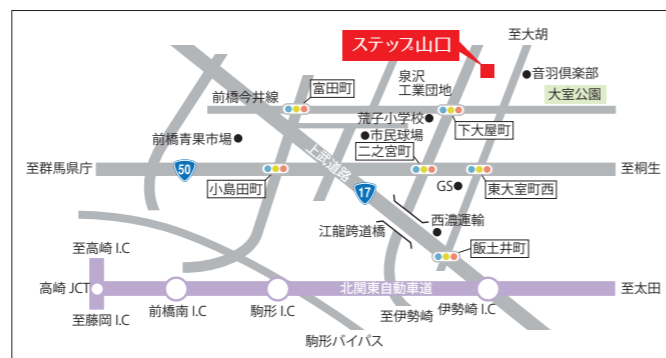 至大胡
ステップ山口
音羽倶楽部
泉沢
工業団地
大室公園
富田町
前橋今井線
荒子小学校
下大屋町
市民球場
前橋青果市場
二之宮町
上武道路
至群馬県庁
50
至桐生
小島田町
17
GS
東大室町西
西濃運輸
江龍跨道橋
飯土井町
至高崎 I.C
高崎 JCT
北関東自動車道
至太田
至藤岡 I.C
前橋南 I.C
駒形 I.C
至伊勢崎
伊勢崎 I.C
駒形バイパス